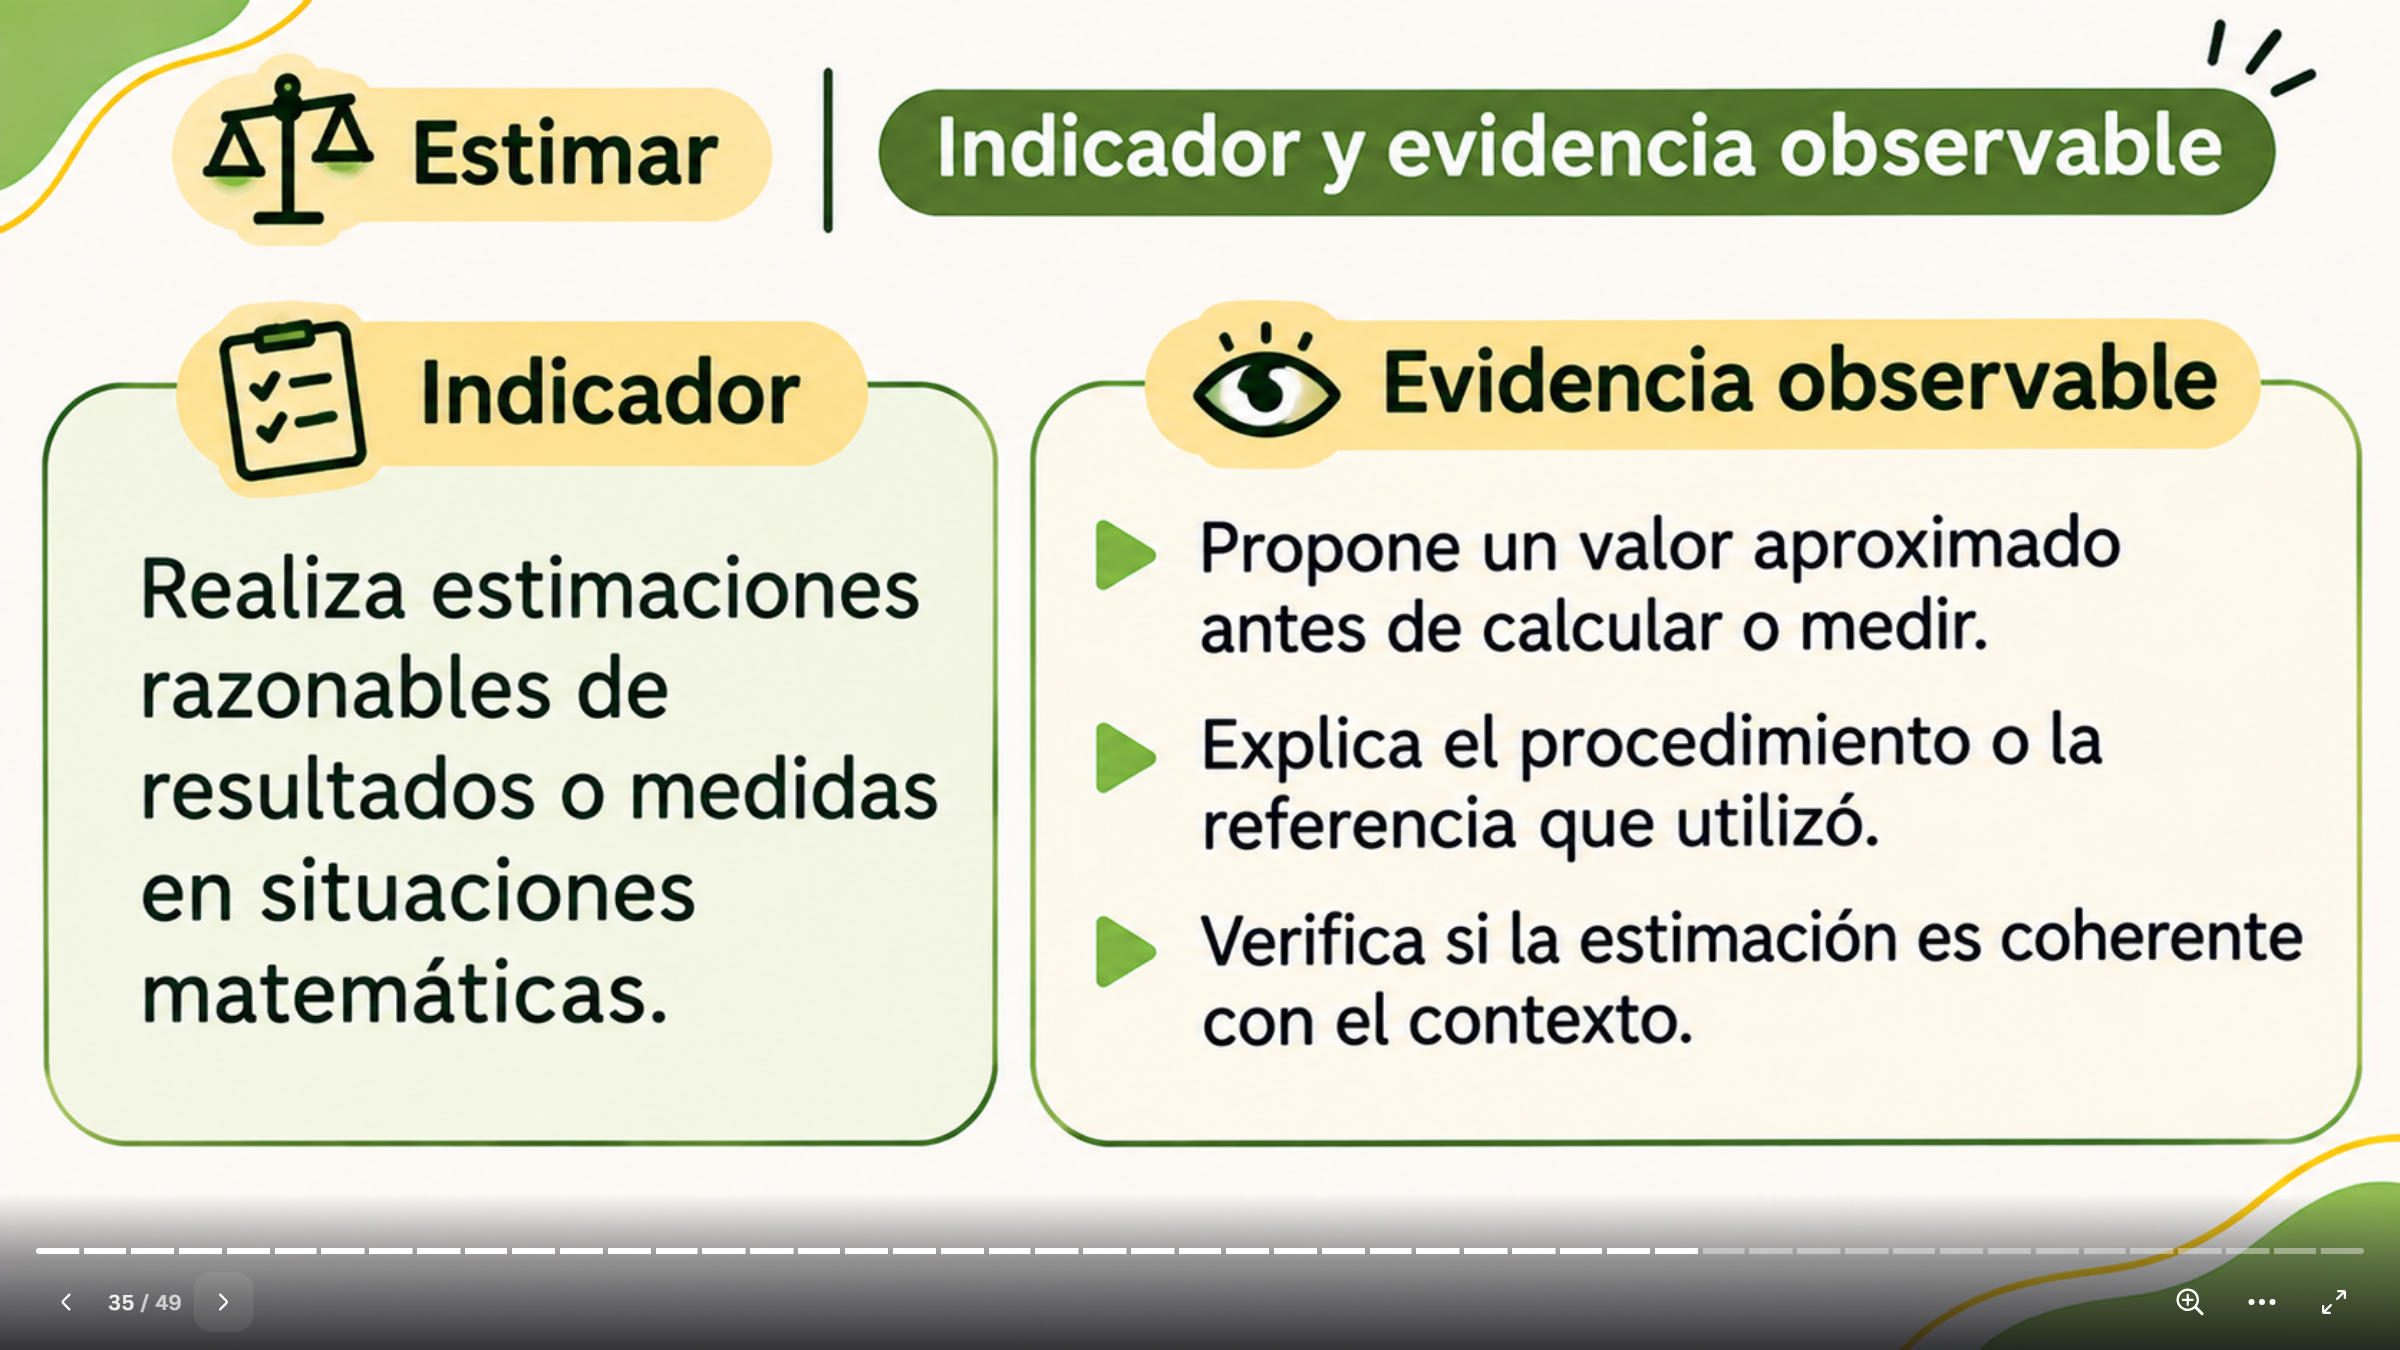 Estimar
Indicador y evidencia observable
Indicador
Realiza estimaciones
razonables de
resultados o medidas
en situaciones
matemáticas.
Evidencia observable
Propone un valor aproximado
antes de calcular o medir.
Explica el procedimiento o la
referencia que utilizó.
Verifica si la estimación es coherente
con el contexto.
35 / 49